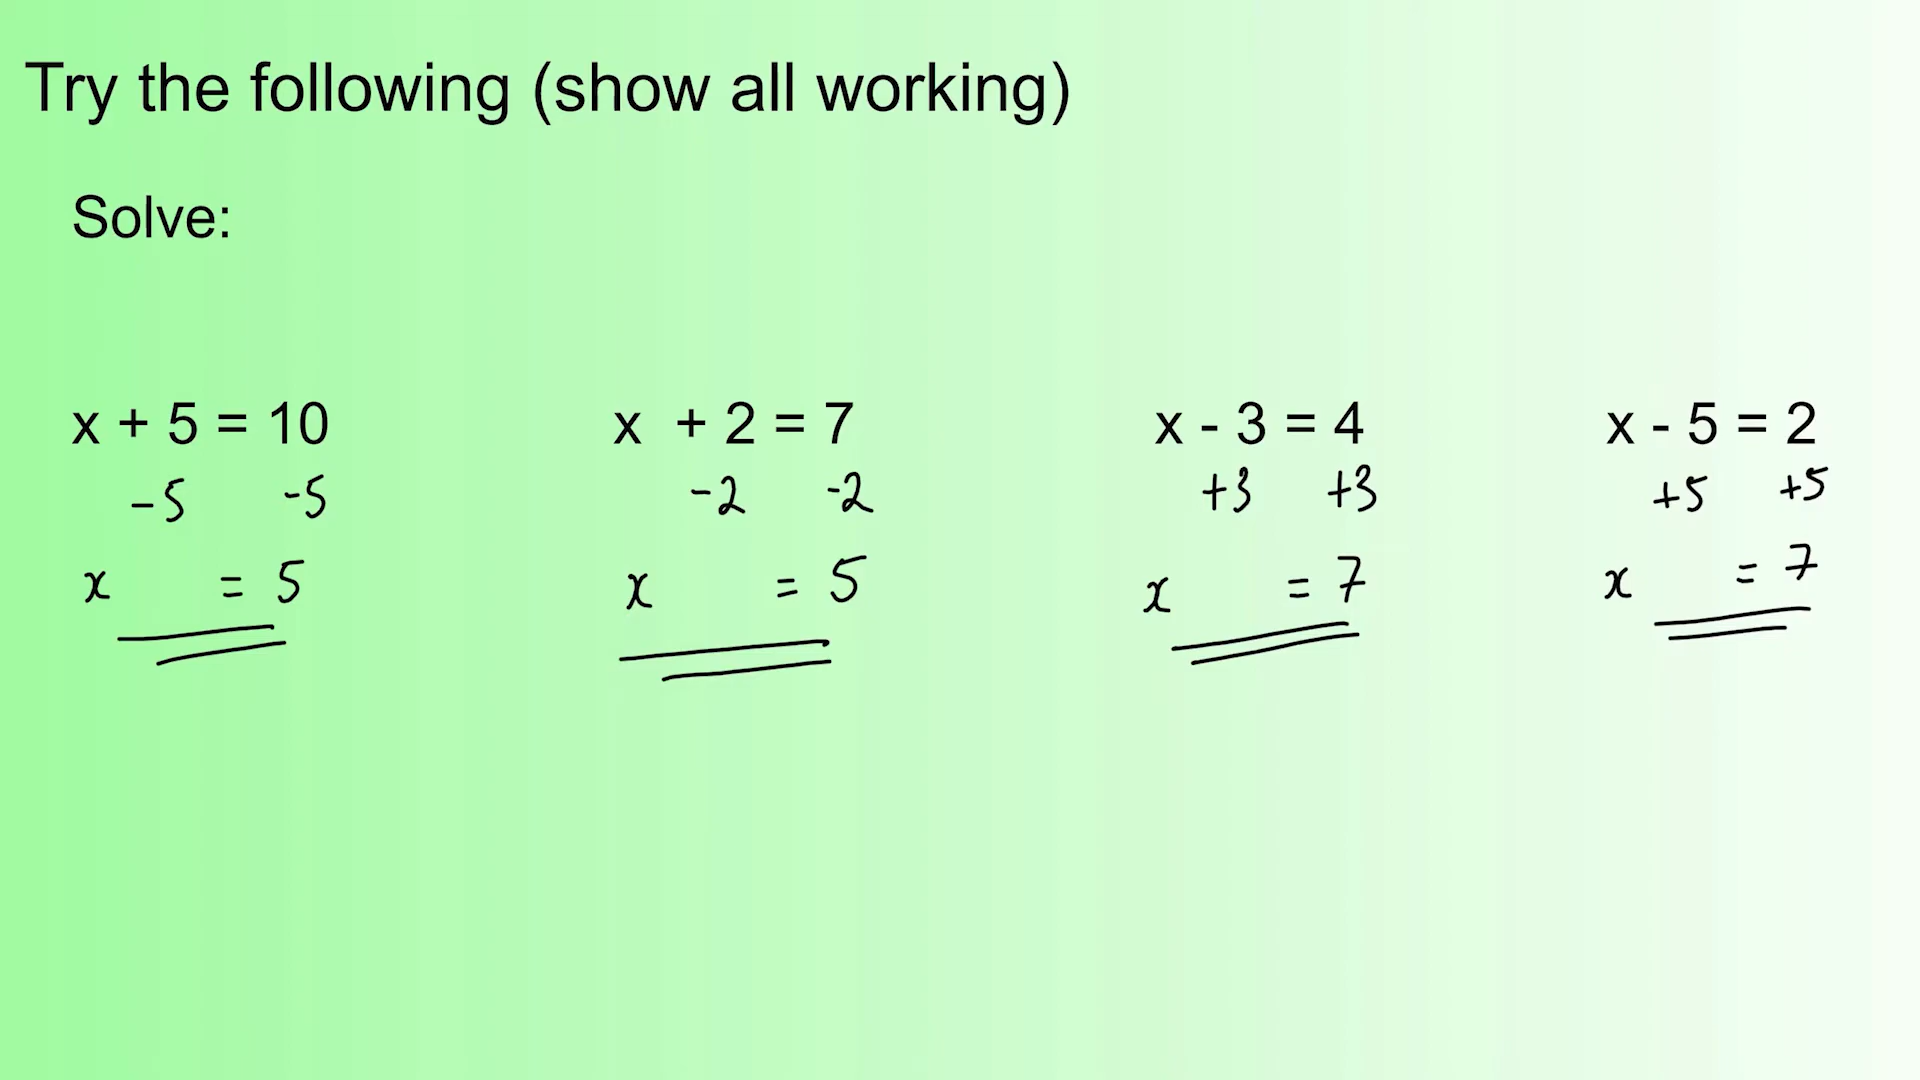 Try the following (show all working)
Solve:
x + 5 = 10
-5 -5
x = 5
x + 2 = 7
-2 -2
x = 5
x - 3 = 4
+3 +3
x = 7
x - 5 = 2
+5 +5
x = 7